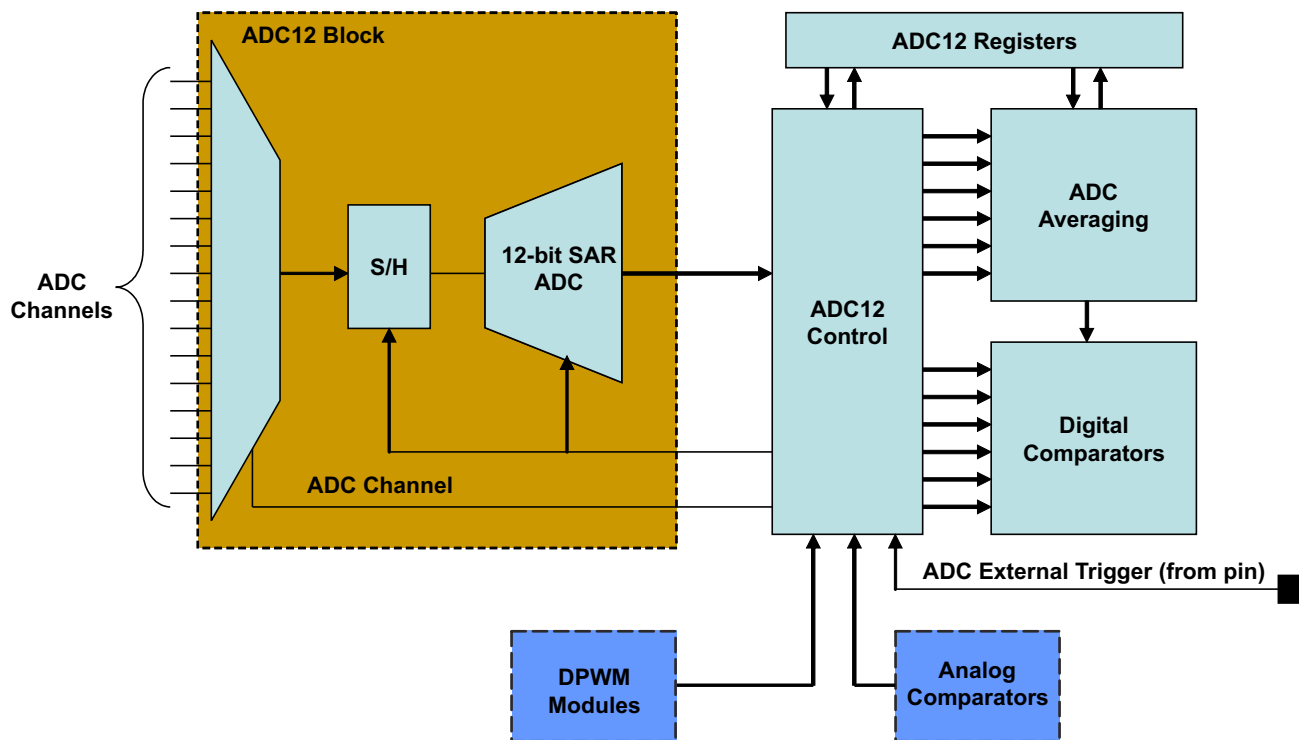 ADC12 Block
ADC12 Registers
ADC
Channels
S/H
12-bit SAR
ADC
ADC12
Control
ADC
Averaging
Digital
Comparators
ADC Channel
ADC External Trigger (from pin)
DPWM
Modules
Analog
Comparators